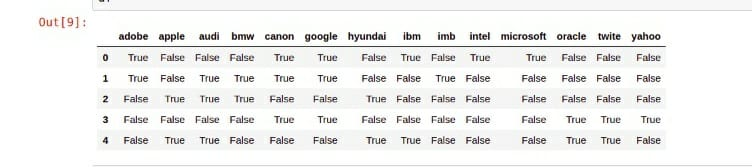 Out[9]:
adobe apple audi bmw canon google hyundai ibm imb intel microsoft oracle twite yahoo
0 True False False False True True False True False True True False False False
1 True False True True True True False False True False False False False False
2 False True True True False False True False False False False False False False
3 False False False False True True False False False False False True True True
4 False True True False False False True True False False False True True False